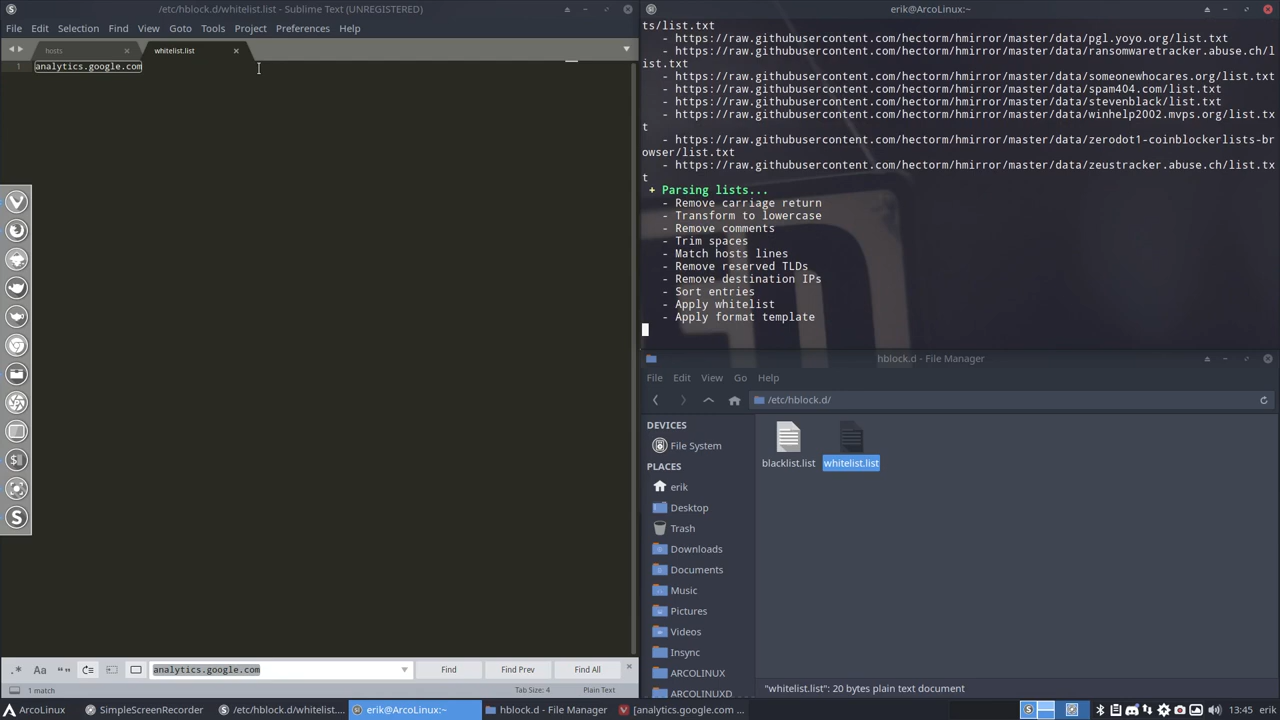 /etc/hblock.d/whitelist.list - Sublime Text (UNREGISTERED)
File Edit Selection Find View Goto Tools Project Preferences Help
hosts whitelist.list
1 analytics.google.com
.* Aa “” analytics.google.com Find Find Prev Find All
1 match Tab Size: 4 Plain Text
erik@ArcoLinux:~
ts/list.txt
- https://raw.githubusercontent.com/hectorm/hmirror/master/data/pgl.yoyo.org/list.txt
- https://raw.githubusercontent.com/hectorm/hmirror/master/data/ransomwaretracker.abuse.ch/l
ist.txt
- https://raw.githubusercontent.com/hectorm/hmirror/master/data/someonewhocares.org/list.txt
- https://raw.githubusercontent.com/hectorm/hmirror/master/data/spam404.com/list.txt
- https://raw.githubusercontent.com/hectorm/hmirror/master/data/stevenblack/list.txt
- https://raw.githubusercontent.com/hectorm/hmirror/master/data/winhelp2002.mvps.org/list.tx
t
- https://raw.githubusercontent.com/hectorm/hmirror/master/data/zerodot1-coinblockerlists-br
owser/list.txt
- https://raw.githubusercontent.com/hectorm/hmirror/master/data/zeustracker.abuse.ch/list.tx
t
+ Parsing lists...
- Remove carriage return
- Transform to lowercase
- Remove comments
- Trim spaces
- Match hosts lines
- Remove reserved TLDs
- Remove destination IPs
- Sort entries
- Apply whitelist
- Apply format template
hblock.d - File Manager
File Edit View Go Help
/etc/hblock.d/
DEVICES
File System
PLACES
erik
Desktop
Trash
Downloads
Documents
Music
Pictures
Videos
Insync
ARCOLINUX
ARCOLINUXD
blacklist.list whitelist.list
"whitelist.list": 20 bytes plain text document
ArcoLinux SimpleScreenRecorder /etc/hblock.d/whitelist.... erik@ArcoLinux:~ hblock.d - File Manager [analytics.google.com ... 13:45 erik